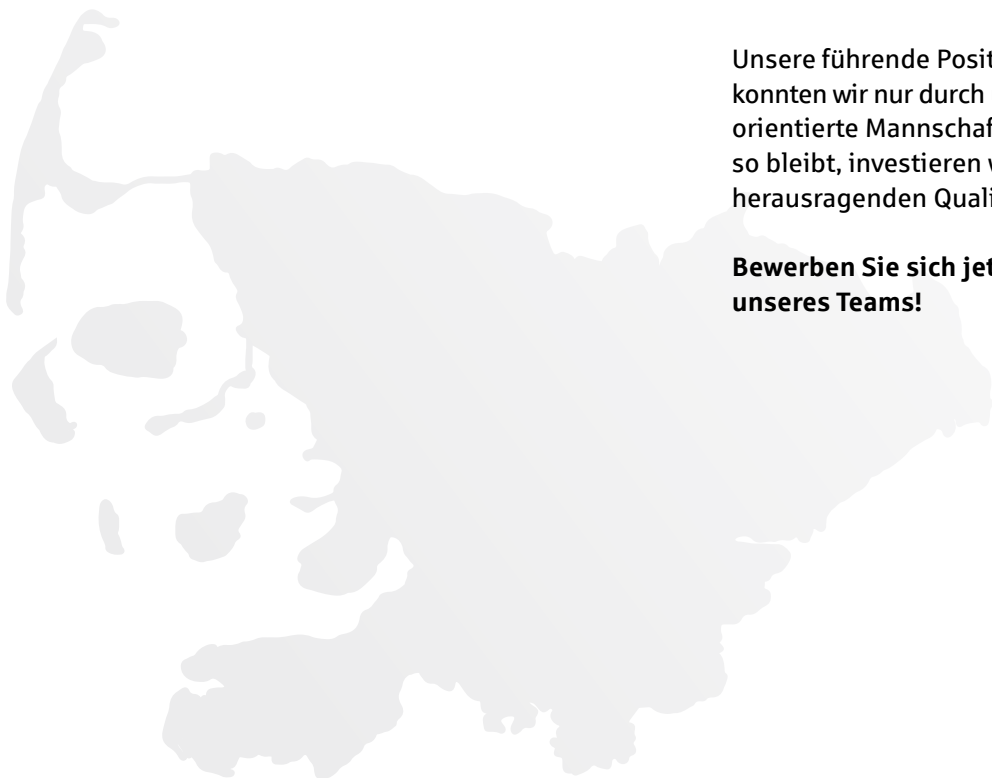 Unsere führende Posit
konnten wir nur durch
orientierte Mannschaf
so bleibt, investieren
herausragenden Quali
Bewerben Sie sich jet
unseres Teams!